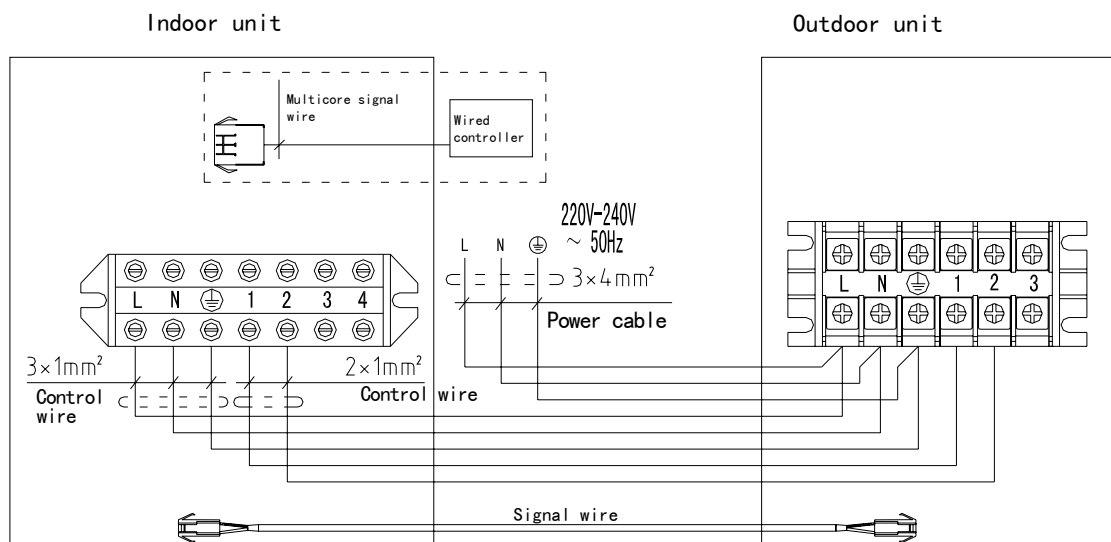 Indoor unit
Outdoor unit
Multicore signal
wire
Wired
controller
220V-240V
~ 50Hz
L N ⏚
3×4mm²
Power cable
L N ⏚ 1 2 3 4
L N ⏚ 1 2 3
3×1mm²
Control
wire
2×1mm²
Control wire
Signal wire